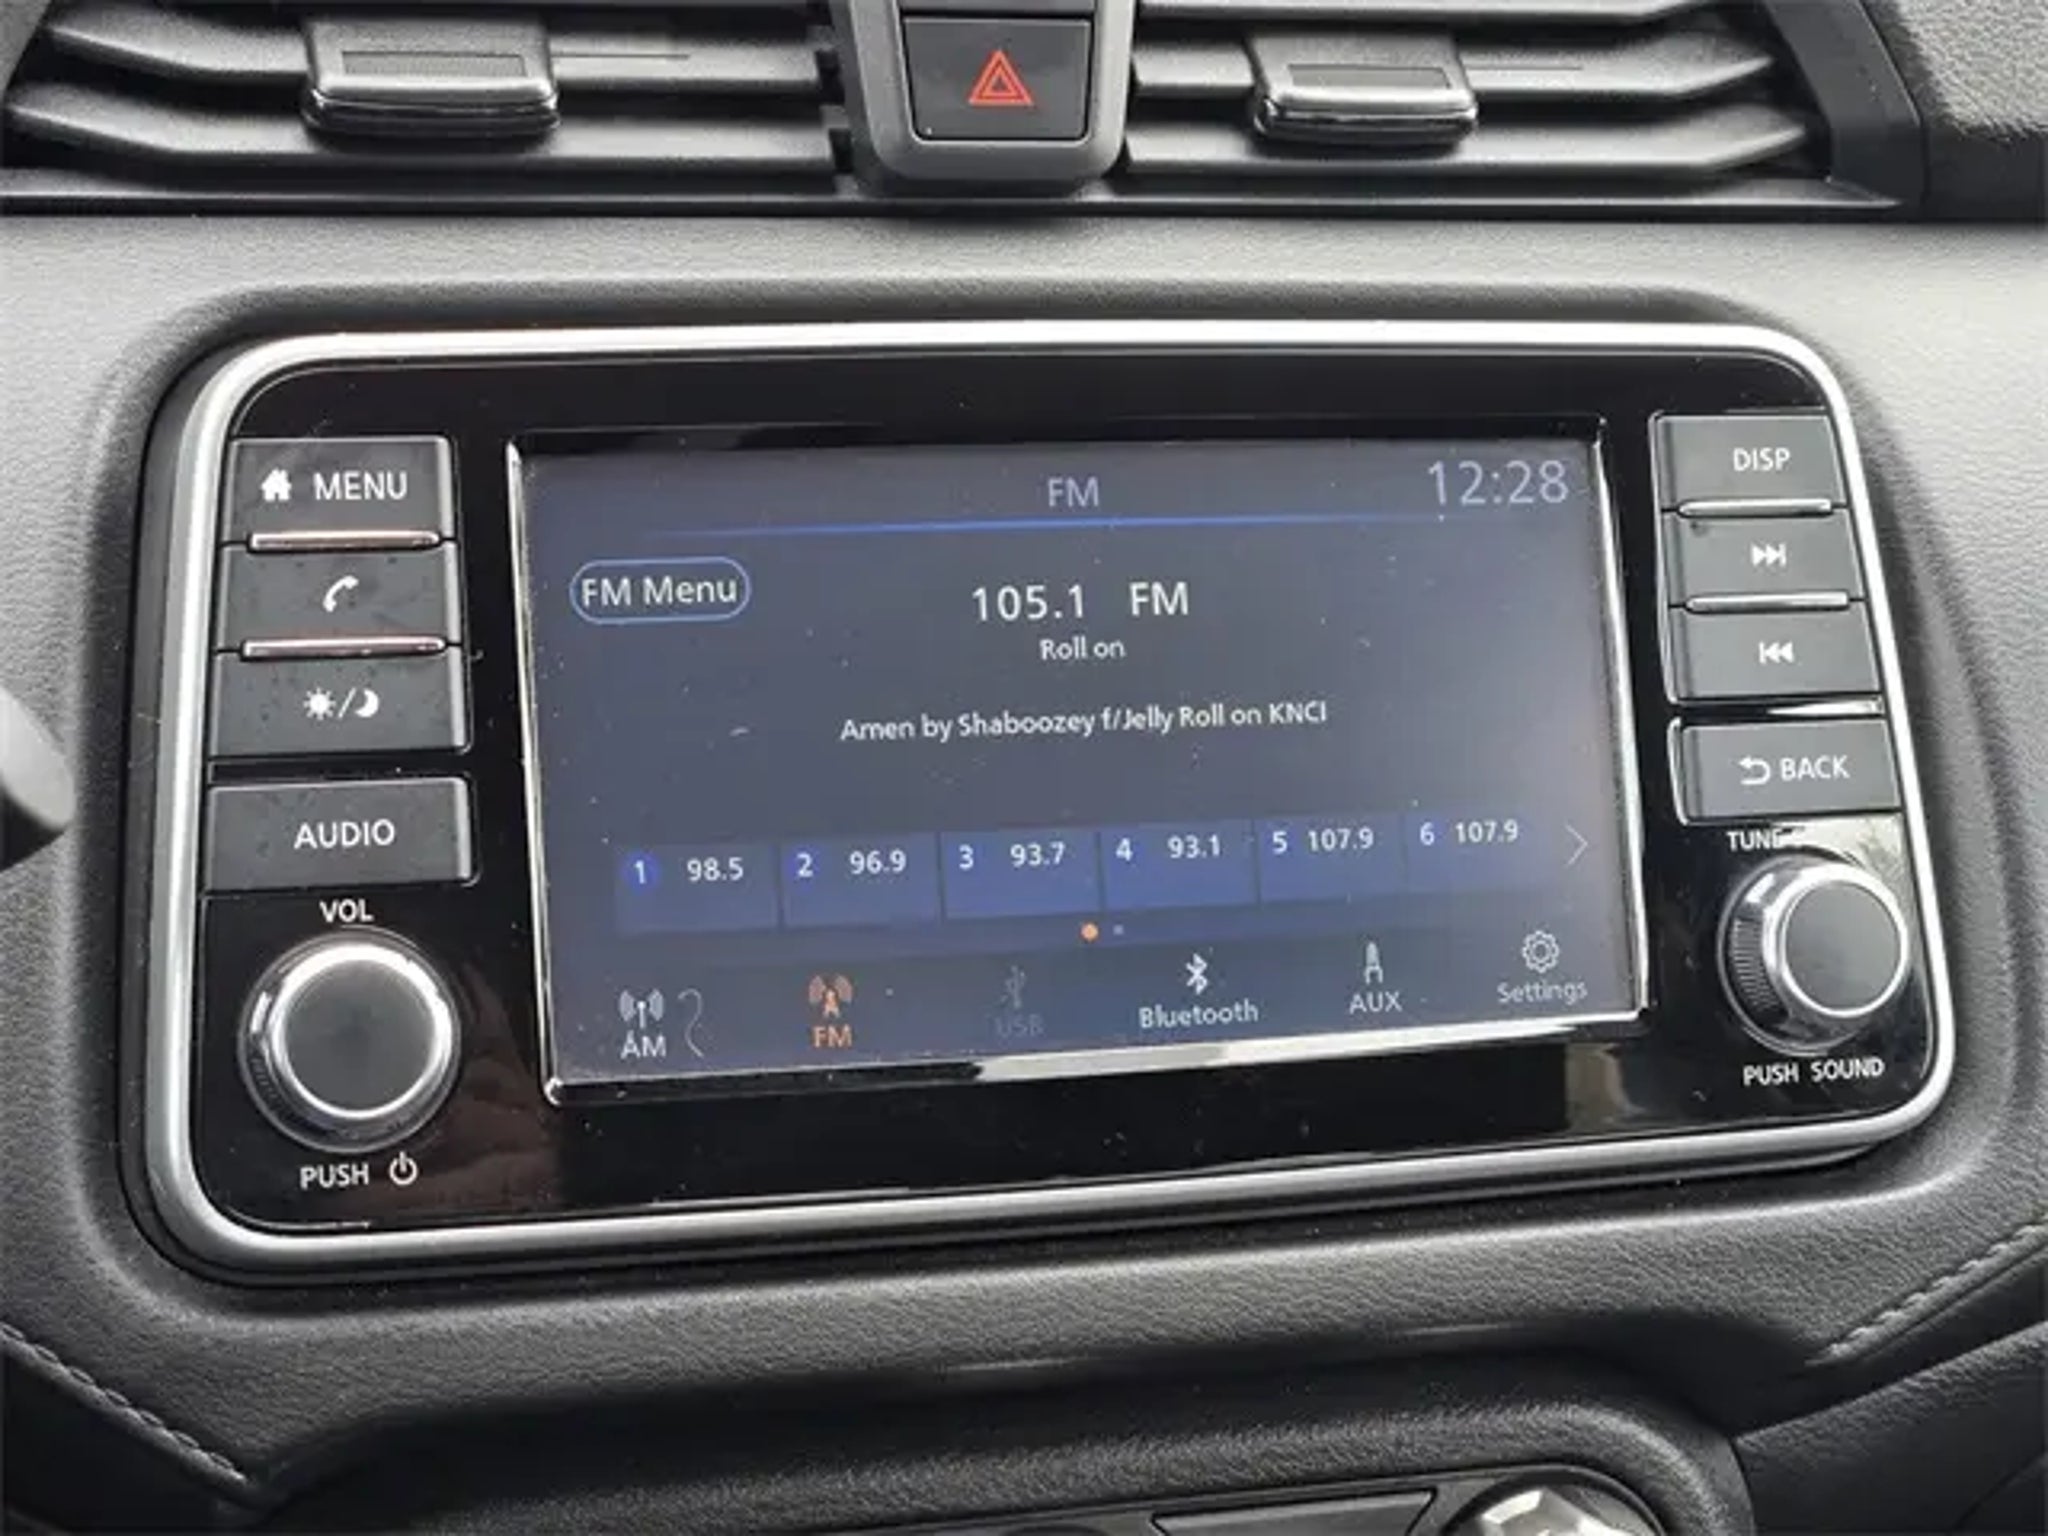 MENU
AUDIO
VOL
PUSH
FM
12:28
FM Menu
105.1 FM
Roll on
Amen by Shaboozey f/Jelly Roll on KNCI
1 98.5 2 96.9 3 93.7 4 93.1 5 107.9 6 107.9
AM FM USB Bluetooth AUX Settings
DISP
BACK
TUNE
PUSH SOUND